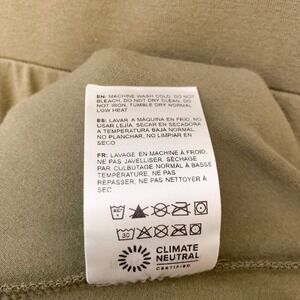 EN: MACHINE WASH COLD, DO NOT
BLEACH, DO NOT DRY CLEAN, DO
NOT IRON, TUMBLE DRY NORMAL
LOW HEAT
ES: LAVAR A MÁQUINA EN FRÍO, NO
USAR LEJÍA, SECAR EN SECADORA
A TEMPERATURA BAJA NORMAL,
NO PLANCHAR, NO LIMPIAR EN
SECO
FR: LAVAGE EN MACHINE À FROID,
NE PAS JAVELLISER, SÉCHAGE
PAR CULBUTAGE NORMAL À BASSE
TEMPÉRATURE, NE PAS
REPASSER, NE PAS NETTOYER À
SEC
30
CLIMATE
NEUTRAL
CERTIFIED